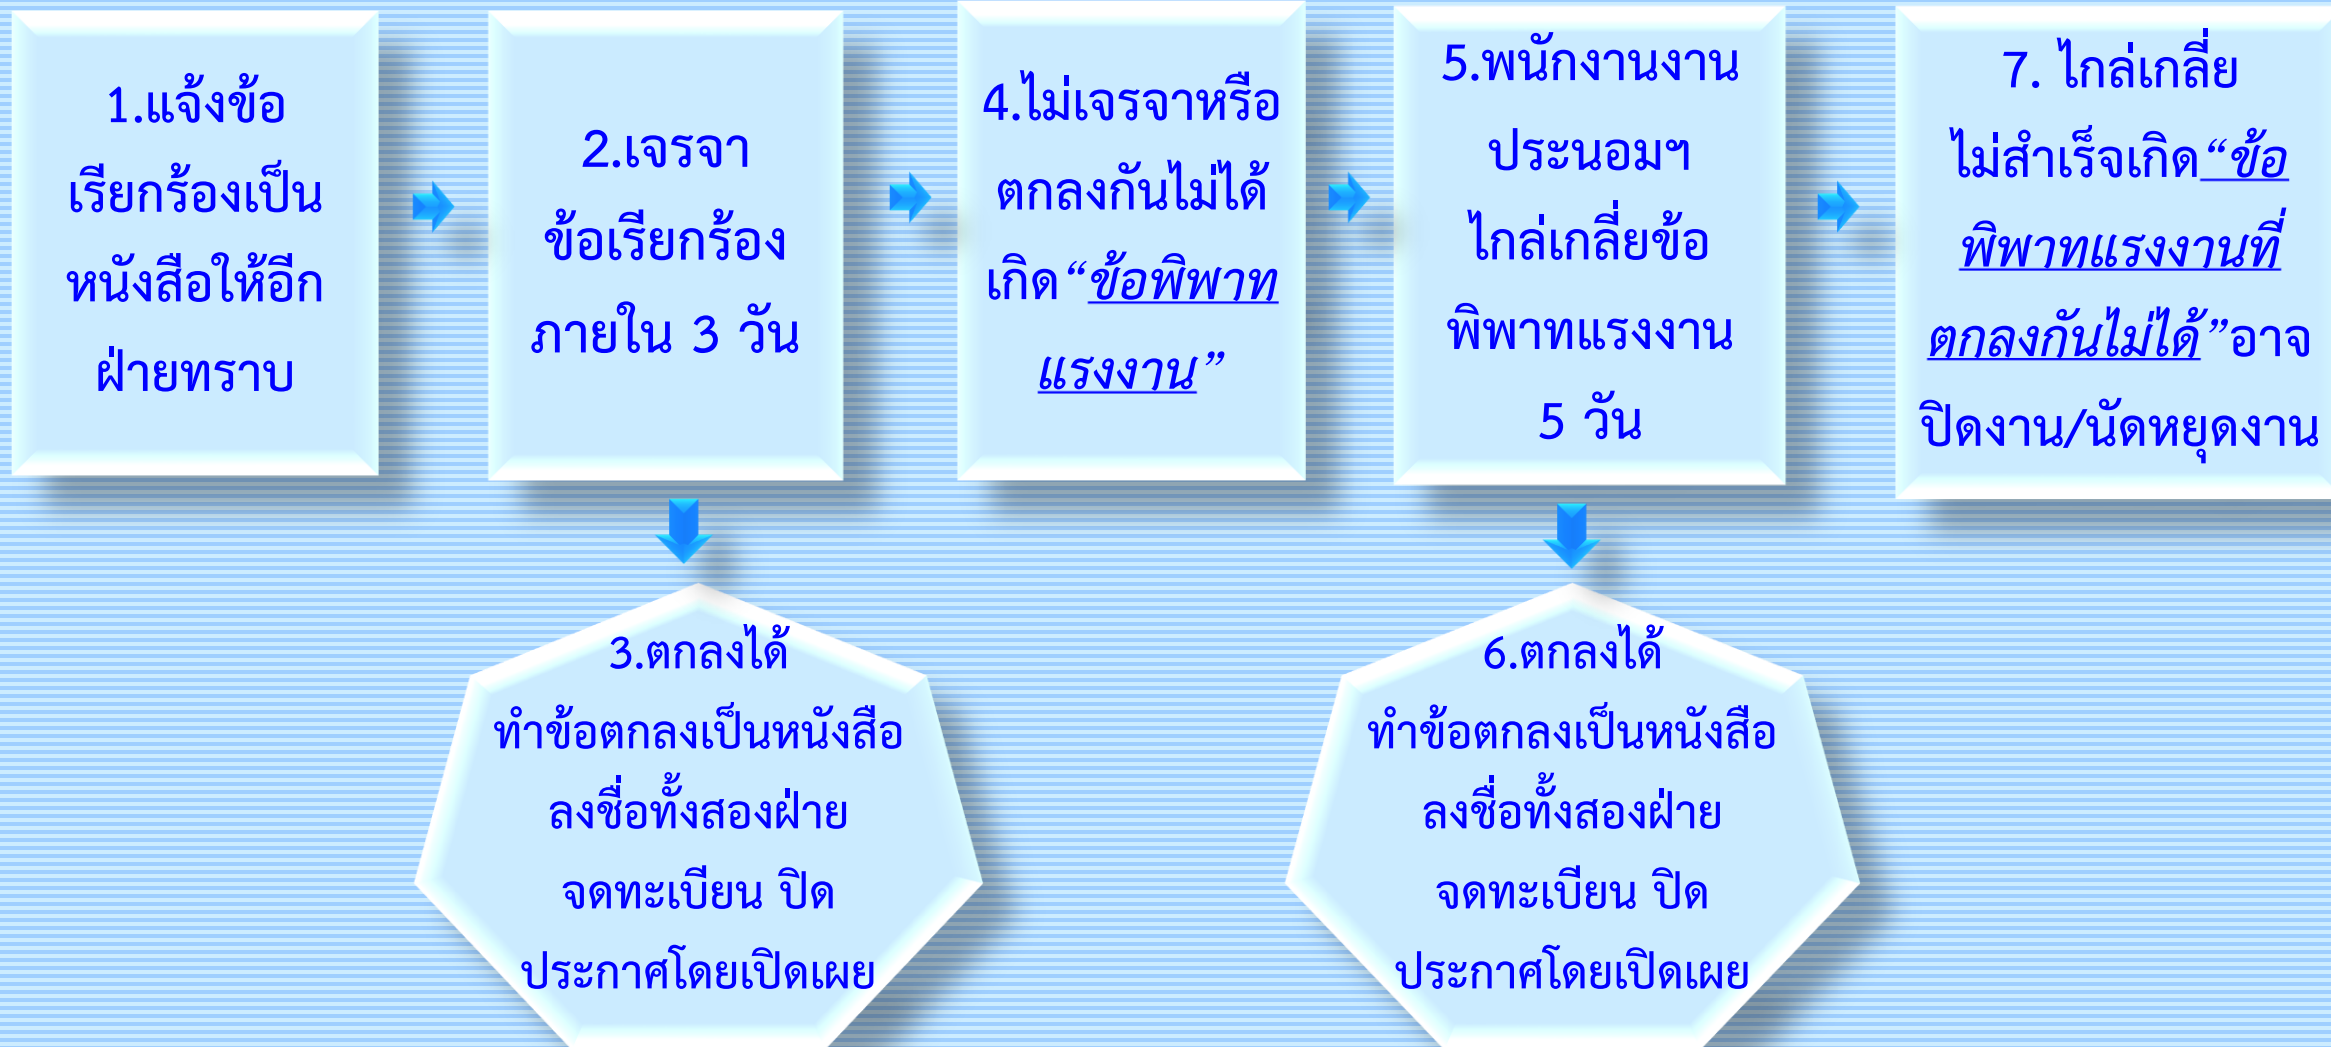 1.แจ้งข้อ
เรียกร้องเป็น
หนังสือให้อีก
ฝ่ายทราบ
2.เจรจา
ข้อเรียกร้อง
ภายใน 3 วัน
3.ตกลงได้
ทำข้อตกลงเป็นหนังสือ
ลงชื่อทั้งสองฝ่าย
จดทะเบียน ปิด
ประกาศโดยเปิดเผย
4.ไม่เจรจาหรือ
ตกลงกันไม่ได้
เกิด“ข้อพิพาท
แรงงาน”
5.พนักงานงาน
ประนอมฯ
ไกล่เกลี่ยข้อ
พิพาทแรงงาน
5 วัน
6.ตกลงได้
ทำข้อตกลงเป็นหนังสือ
ลงชื่อทั้งสองฝ่าย
จดทะเบียน ปิด
ประกาศโดยเปิดเผย
7. ไกล่เกลี่ย
ไม่สำเร็จเกิด“ข้อ
พิพาทแรงงานที่
ตกลงกันไม่ได้”อาจ
ปิดงาน/นัดหยุดงาน